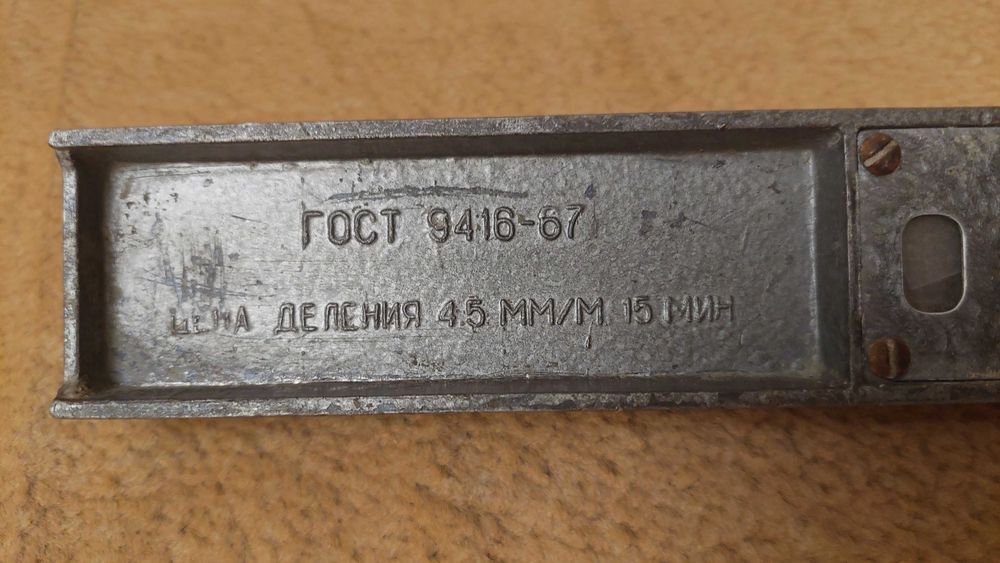 ГОСТ 9416-67
ЦЕНА ДЕЛЕНИЯ 4.5 ММ/М 15 МИН